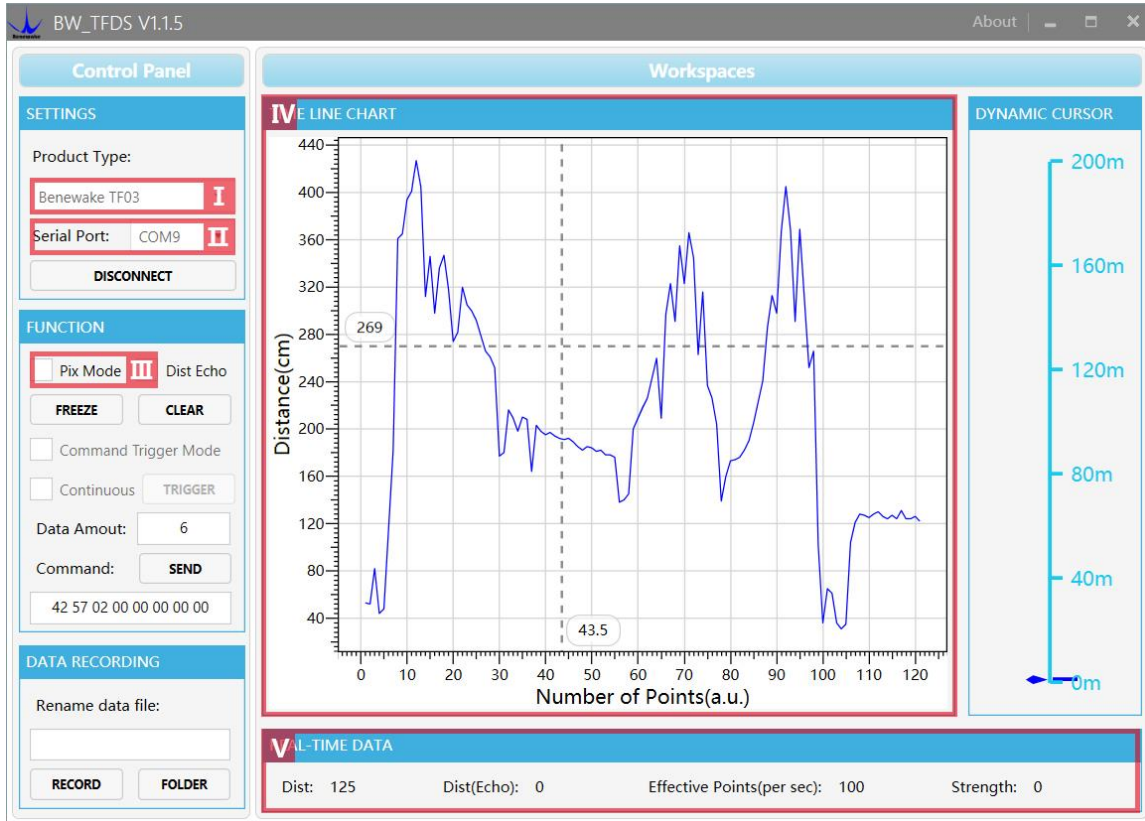 Benewake
BW_TFDS V1.1.5
About
Control Panel
SETTINGS
Product Type:
Benewake TF03
I
Serial Port:
COM9
II
DISCONNECT
FUNCTION
Pix Mode
III
Dist Echo
FREEZE
CLEAR
Command Trigger Mode
Continuous
TRIGGER
Data Amout:
6
Command:
SEND
42 57 02 00 00 00 00 00
DATA RECORDING
Rename data file:
RECORD
FOLDER
Workspaces
IV
E LINE CHART
440
400
360
320
280
240
200
160
120
80
40
Distance(cm)
269
43.5
0 10 20 30 40 50 60 70 80 90 100 110 120
Number of Points(a.u.)
DYNAMIC CURSOR
200m
160m
120m
80m
40m
0m
V
AL-TIME DATA
Dist: 125
Dist(Echo): 0
Effective Points(per sec): 100
Strength: 0